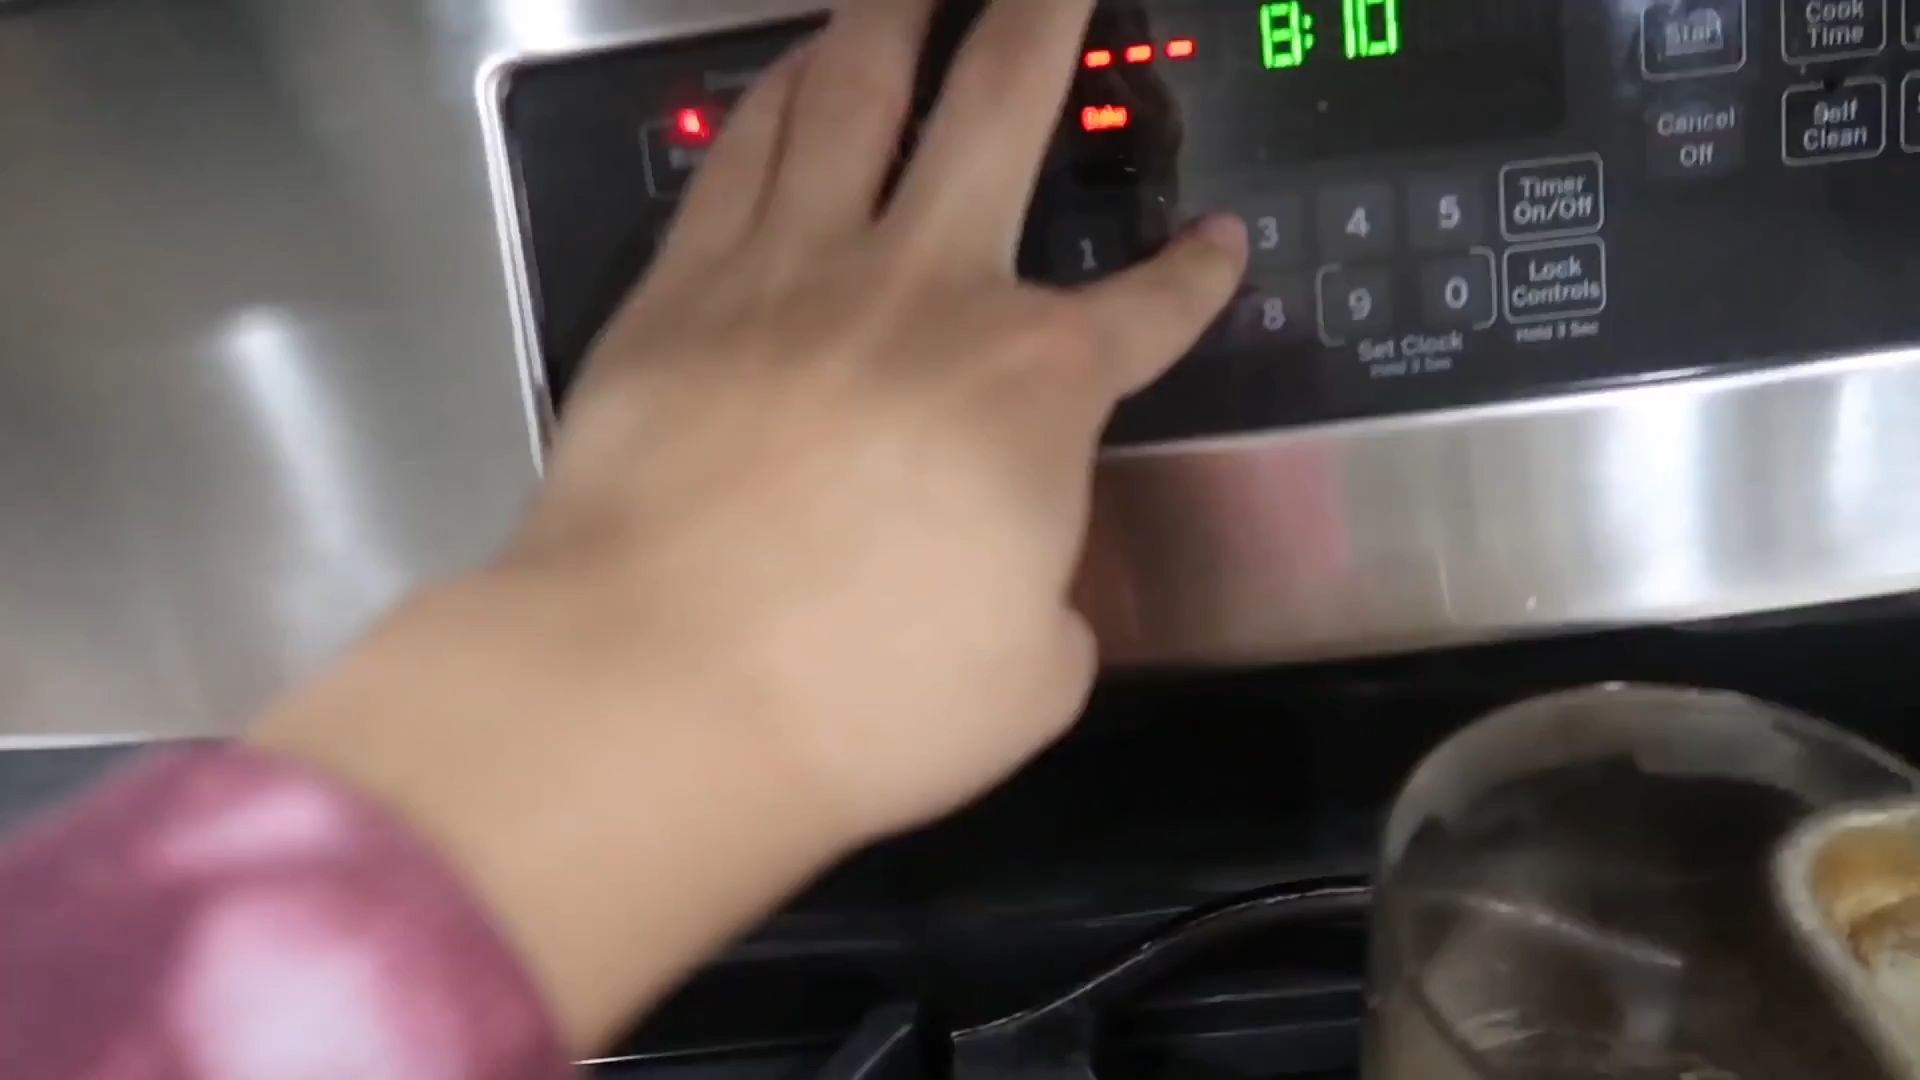 8:10
---
Bake
Start
Cook
Time
Cancel
Off
Self
Clean
1 3 4 5
8 9 0
Timer
On/Off
Lock
Controls
Hold 3 Sec
Set Clock
Hold 3 Sec